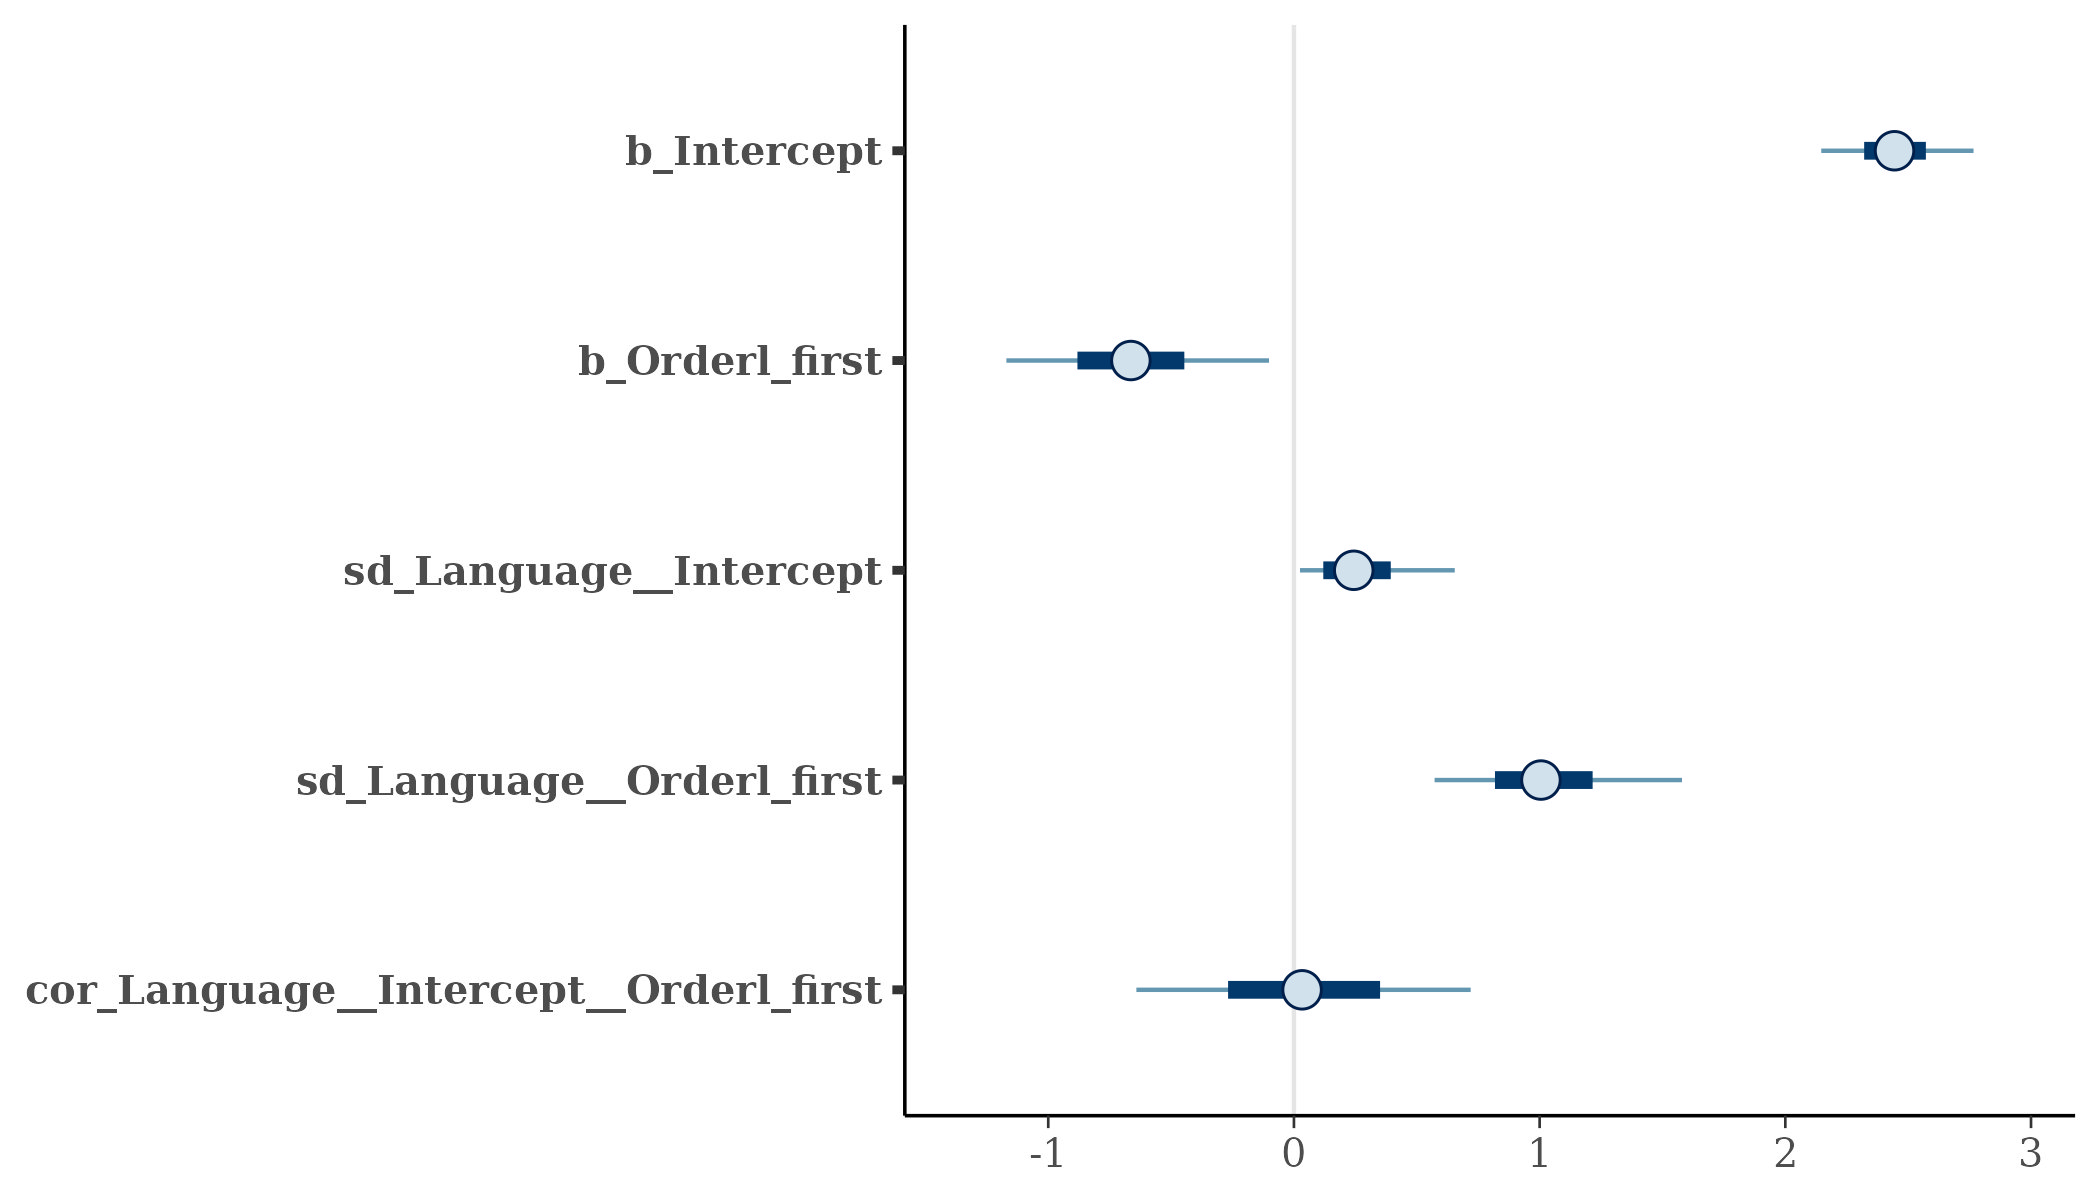 b_Intercept
b_Orderl_first
sd_Language__Intercept
sd_Language__Orderl_first
cor_Language__Intercept__Orderl_first
-1 0 1 2 3